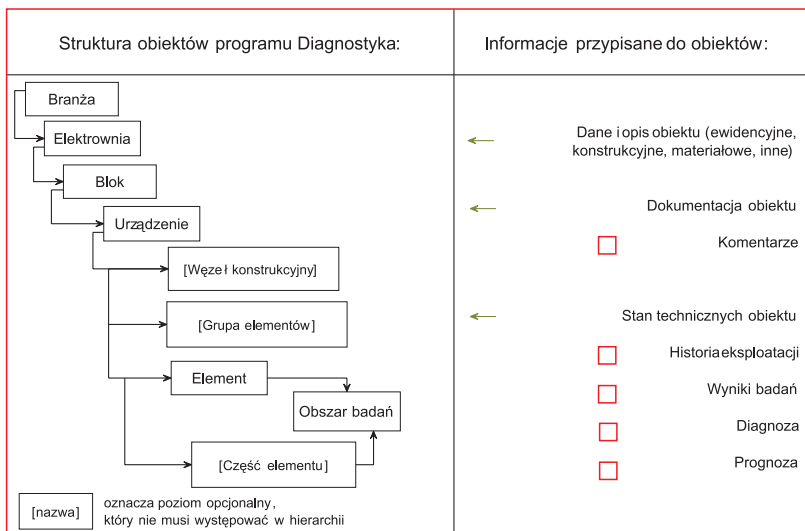 Struktura obiektów programu Diagnostyka:
Branża
Elektrownia
Blok
Urządzenie
[Węzeł konstrukcyjny]
[Grupa elementów]
Element
Obszar badań
[Część elementu]
[nazwa]
oznacza poziom opcjonalny,
który nie musi występować w hierarchii
Informacje przypisane do obiektów:
Dane i opis obiektu (ewidencyjne,
konstrukcyjne, materiałowe, inne)
Dokumentacja obiektu
Komentarze
Stan technicznych obiektu
Historia eksploatacji
Wyniki badań
Diagnoza
Prognoza